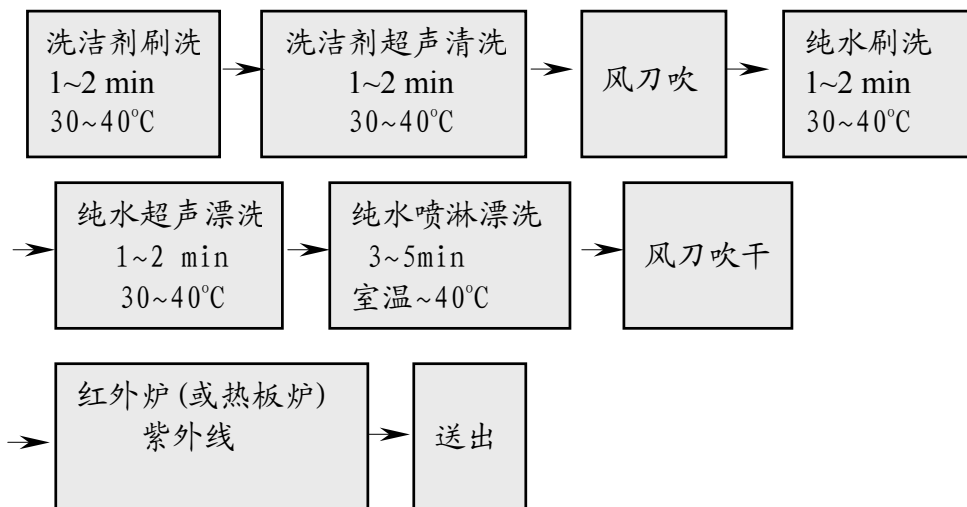 洗洁剂刷洗
1~2 min
30~40°C
洗洁剂超声清洗
1~2 min
30~40°C
风刀吹
纯水刷洗
1~2 min
30~40°C
纯水超声漂洗
1~2 min
30~40°C
纯水喷淋漂洗
3~5min
室温~40°C
风刀吹干
红外炉(或热板炉)
紫外线
送出